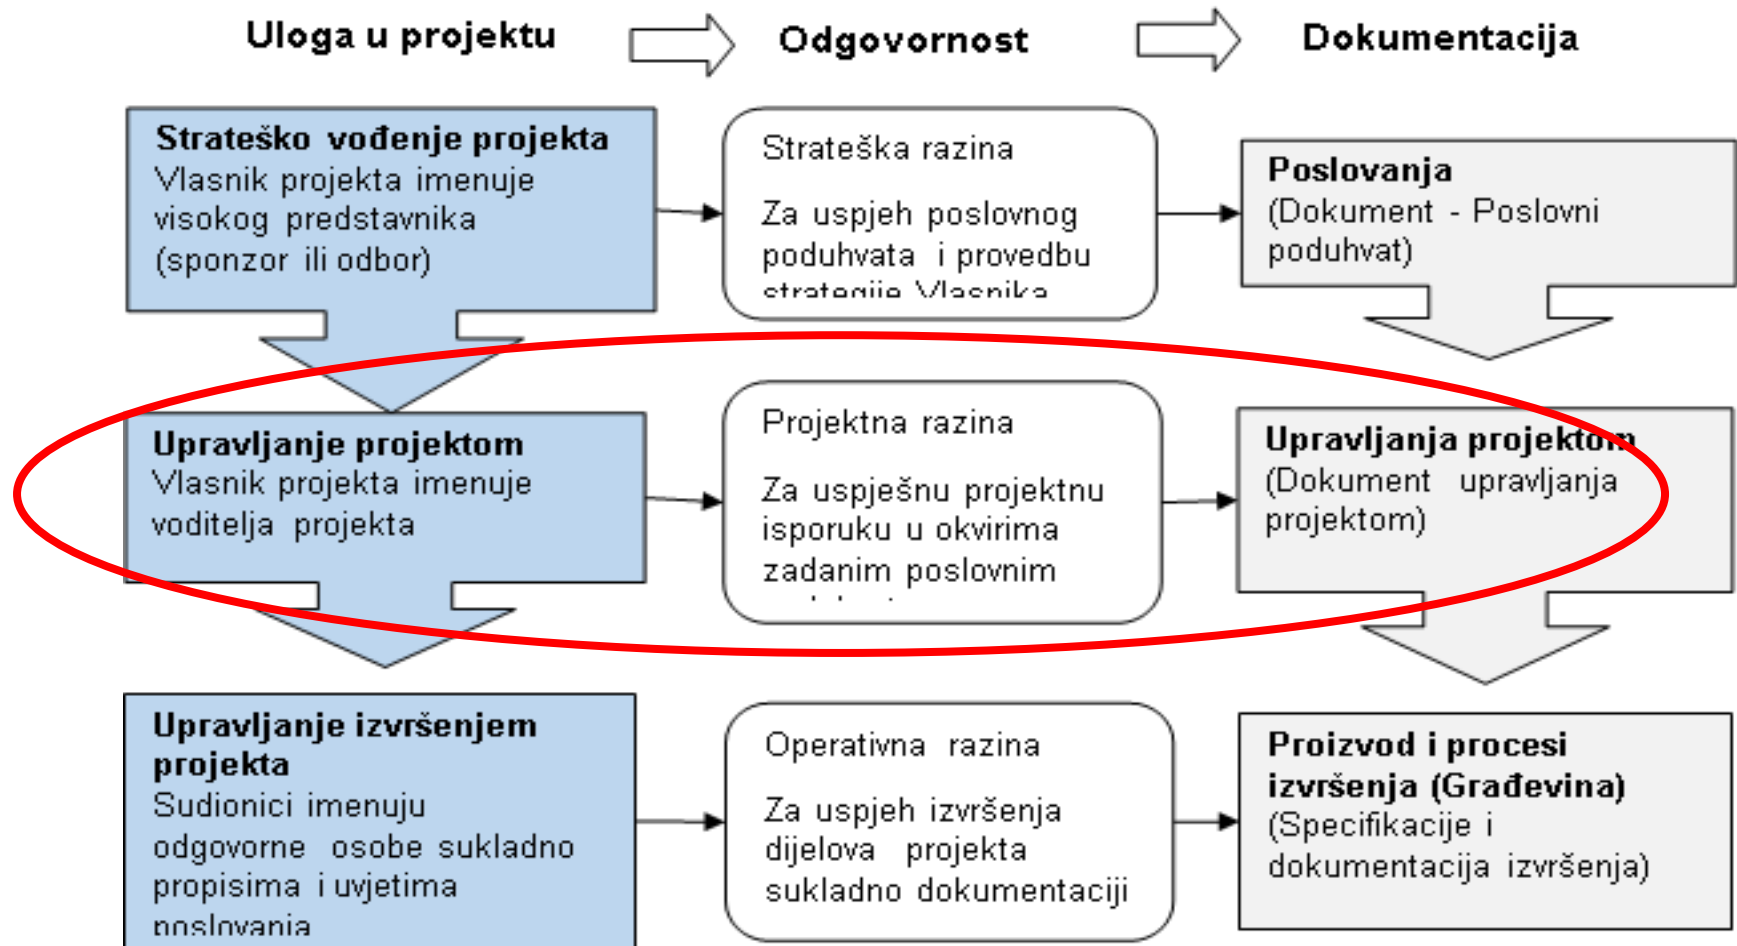 Uloga u projektu
Odgovornost
Dokumentacija
Strateško vođenje projekta
Vlasnik projekta imenuje
visokog predstavnika
(sponzor ili odbor)
Strateška razina
Za uspjeh poslovnog
poduhvata i provedbu
strategije Vlasnika
Poslovanja
(Dokument - Poslovni
poduhvat)
Upravljanje projektom
Vlasnik projekta imenuje
voditelja projekta
Projektna razina
Za uspješnu projektnu
isporuku u okvirima
zadanim poslovnim
Upravljanja projektom
(Dokument upravljanja
projektom)
Upravljanje izvršenjem
projekta
Sudionici imenuju
odgovorne osobe sukladno
propisima i uvjetima
poslovanja
Operativna razina
Za uspjeh izvršenja
dijelova projekta
sukladno dokumentaciji
Proizvod i procesi
izvršenja (Građevina)
(Specifikacije i
dokumentacija izvršenja)